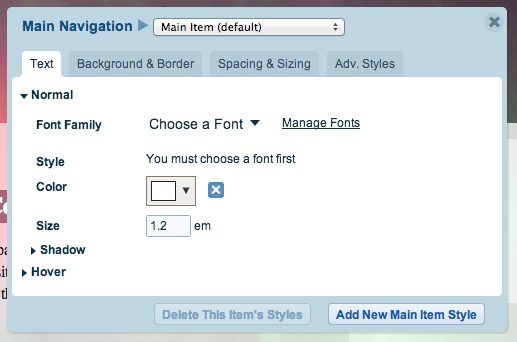 Main Navigation ▶ Main Item (default)
Text Background & Border Spacing & Sizing Adv. Styles
Normal
Font Family Choose a Font Manage Fonts
Style You must choose a font first
Color
Size 1.2 em
Shadow
Hover
Delete This Item's Styles Add New Main Item Style